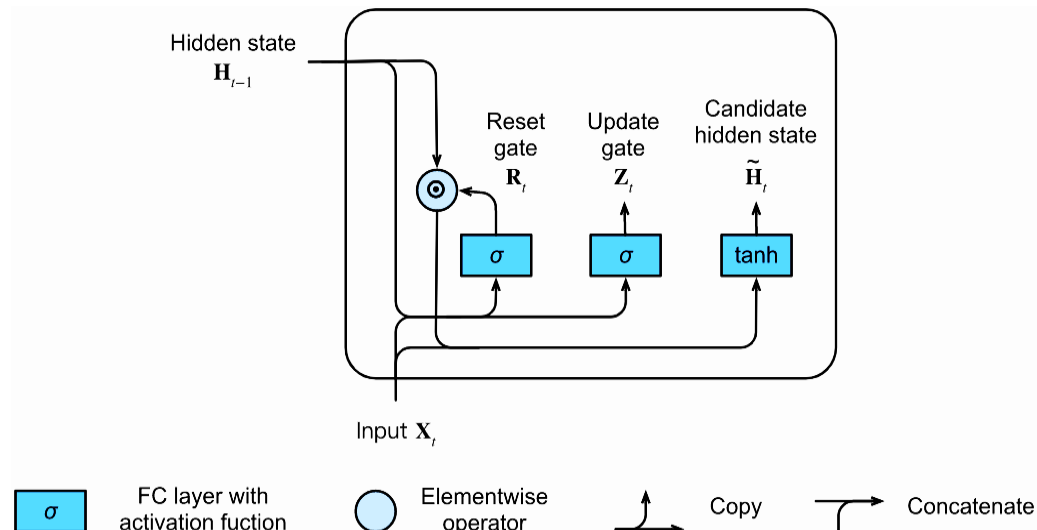 Hidden state
H_{t−1}
Reset
gate
R_t
Update
gate
Z_t
Candidate
hidden state
H̃_t
⊙
σ
σ
tanh
Input X_t
σ
FC layer with
activation fuction
Elementwise
operator
Copy
Concatenate